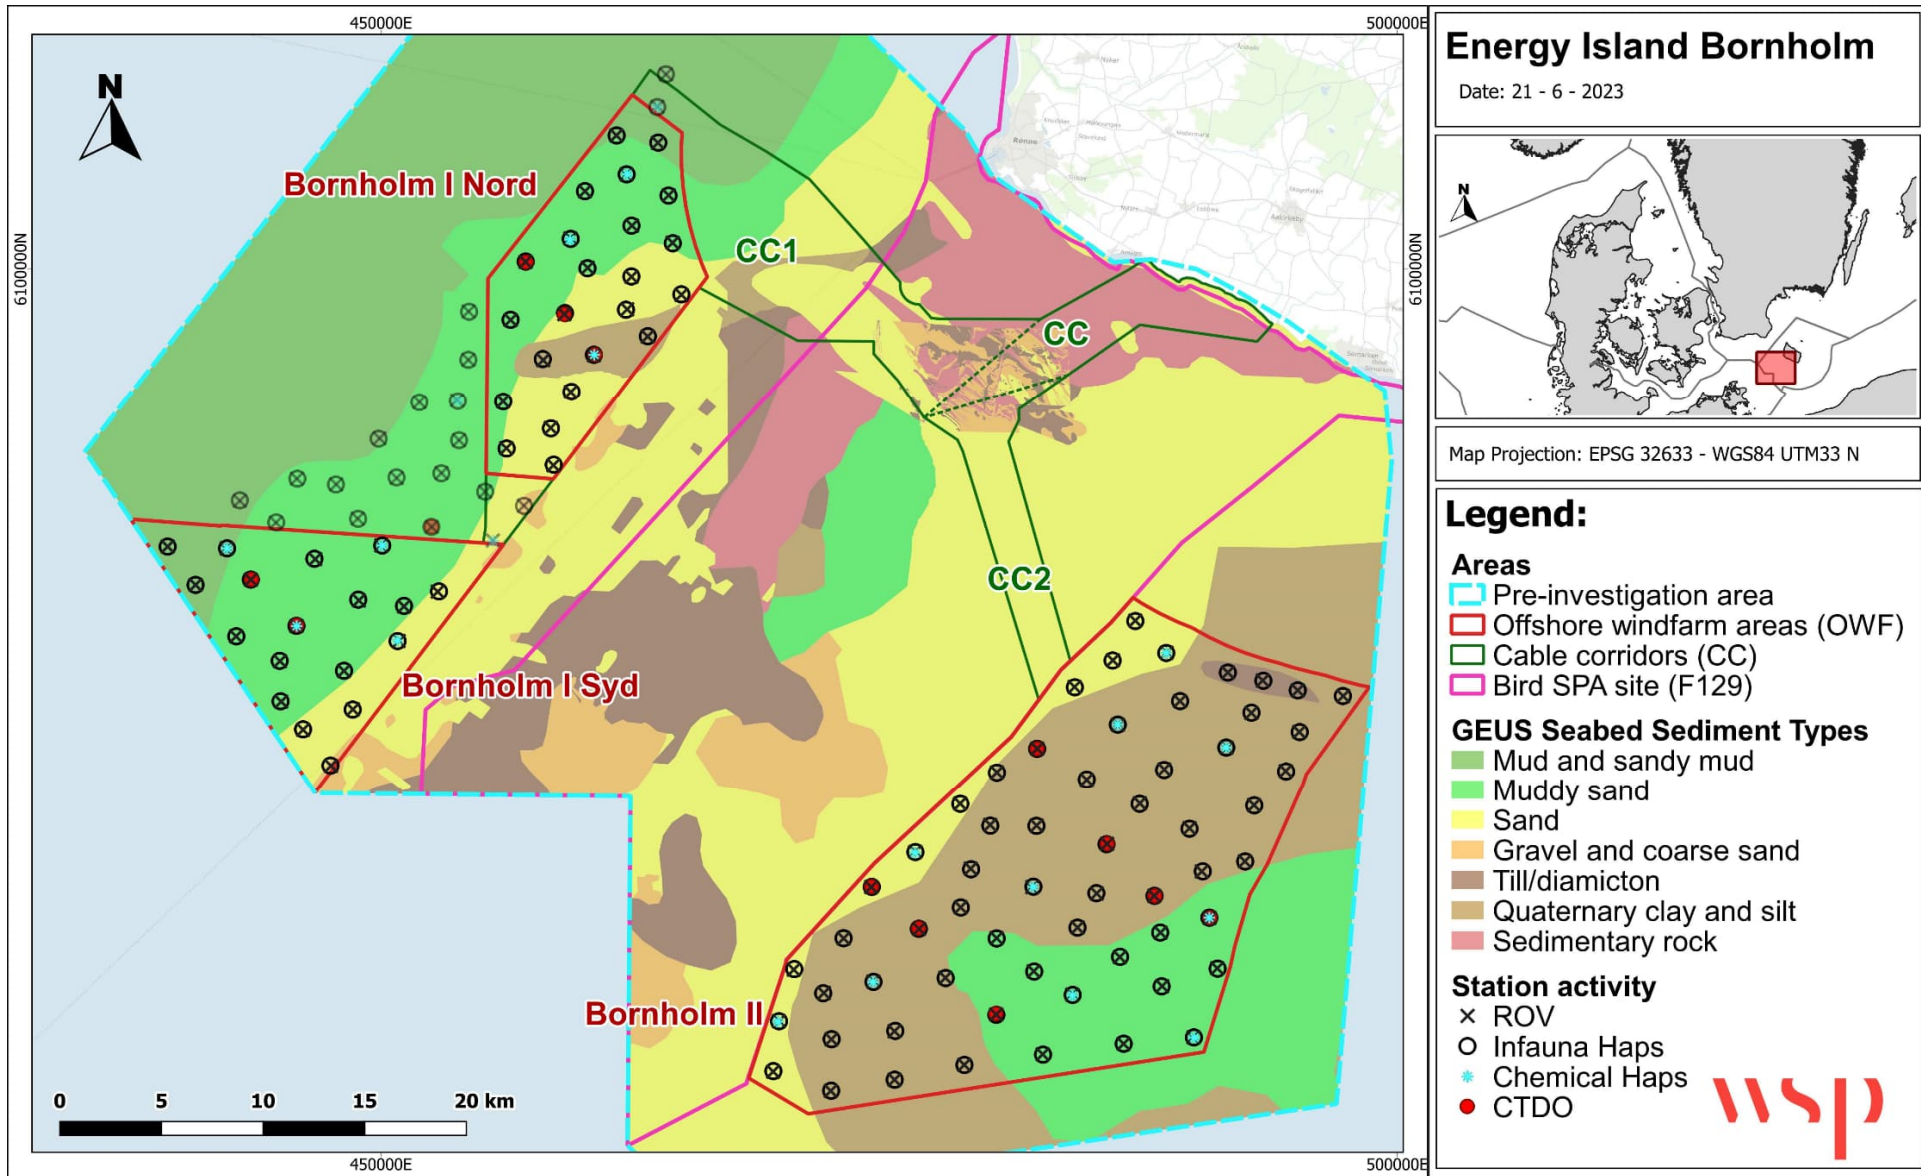 450000E
500000E
6100000N
6100000N
450000E
500000E
N
Bornholm I Nord
CC1
CC
CC2
Bornholm I Syd
Bornholm II
Rønne
0 5 10 15 20 km
Energy Island Bornholm
Date: 21 - 6 - 2023
N
Map Projection: EPSG 32633 - WGS84 UTM33 N
Legend:
Areas
Pre-investigation area
Offshore windfarm areas (OWF)
Cable corridors (CC)
Bird SPA site (F129)
GEUS Seabed Sediment Types
Mud and sandy mud
Muddy sand
Sand
Gravel and coarse sand
Till/diamicton
Quaternary clay and silt
Sedimentary rock
Station activity
ROV
Infauna Haps
Chemical Haps
CTDO
wsp